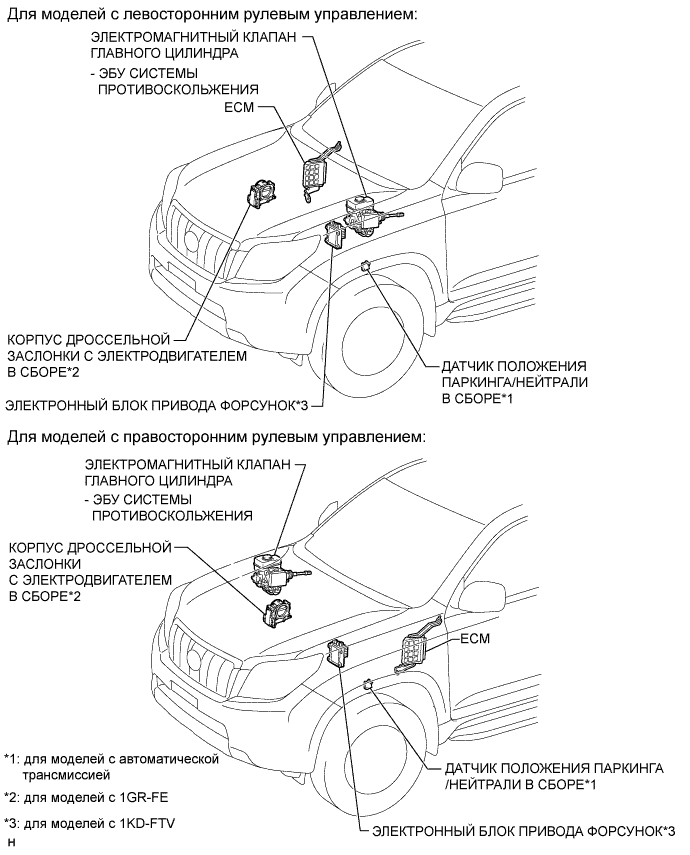 Для моделей с левосторонним рулевым управлением:
ЭЛЕКТРОМАГНИТНЫЙ КЛАПАН
ГЛАВНОГО ЦИЛИНДРА
- ЭБУ СИСТЕМЫ
ПРОТИВОСКОЛЬЖЕНИЯ
ECM
КОРПУС ДРОССЕЛЬНОЙ
ЗАСЛОНКИ С ЭЛЕКТРОДВИГАТЕЛЕМ
В СБОРЕ*2
ДАТЧИК ПОЛОЖЕНИЯ
ПАРКИНГА/НЕЙТРАЛИ
В СБОРЕ*1
ЭЛЕКТРОННЫЙ БЛОК ПРИВОДА ФОРСУНОК*3
Для моделей с правосторонним рулевым управлением:
ЭЛЕКТРОМАГНИТНЫЙ КЛАПАН
ГЛАВНОГО ЦИЛИНДРА
- ЭБУ СИСТЕМЫ
ПРОТИВОСКОЛЬЖЕНИЯ
КОРПУС ДРОССЕЛЬНОЙ
ЗАСЛОНКИ
С ЭЛЕКТРОДВИГАТЕЛЕМ
В СБОРЕ*2
ECM
*1: для моделей с автоматической
трансмиссией
*2: для моделей с 1GR-FE
*3: для моделей с 1KD-FTV
н
ДАТЧИК ПОЛОЖЕНИЯ ПАРКИНГА
/НЕЙТРАЛИ В СБОРЕ*1
ЭЛЕКТРОННЫЙ БЛОК ПРИВОДА ФОРСУНОК*3